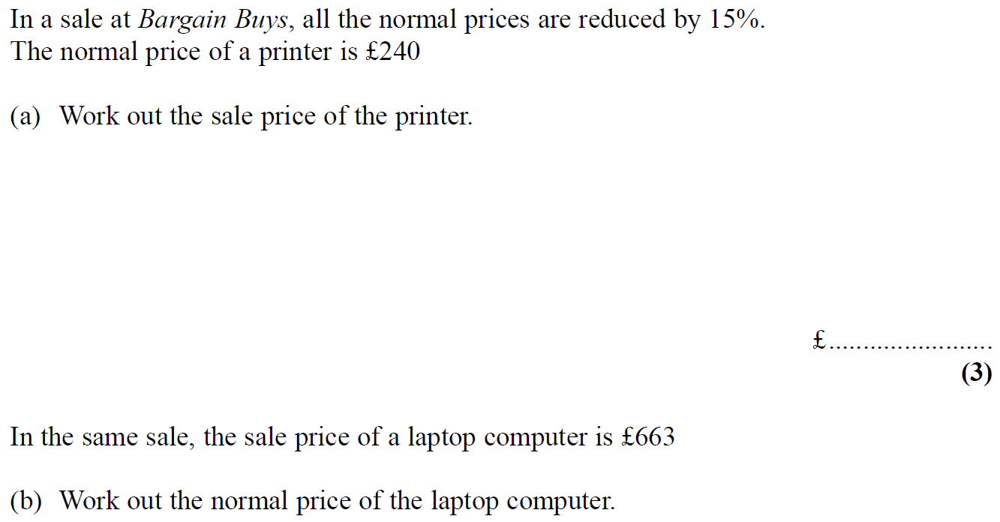 In a sale at Bargain Buys, all the normal prices are reduced by 15%.
The normal price of a printer is £240
(a) Work out the sale price of the printer.
£........................
(3)
In the same sale, the sale price of a laptop computer is £663
(b) Work out the normal price of the laptop computer.